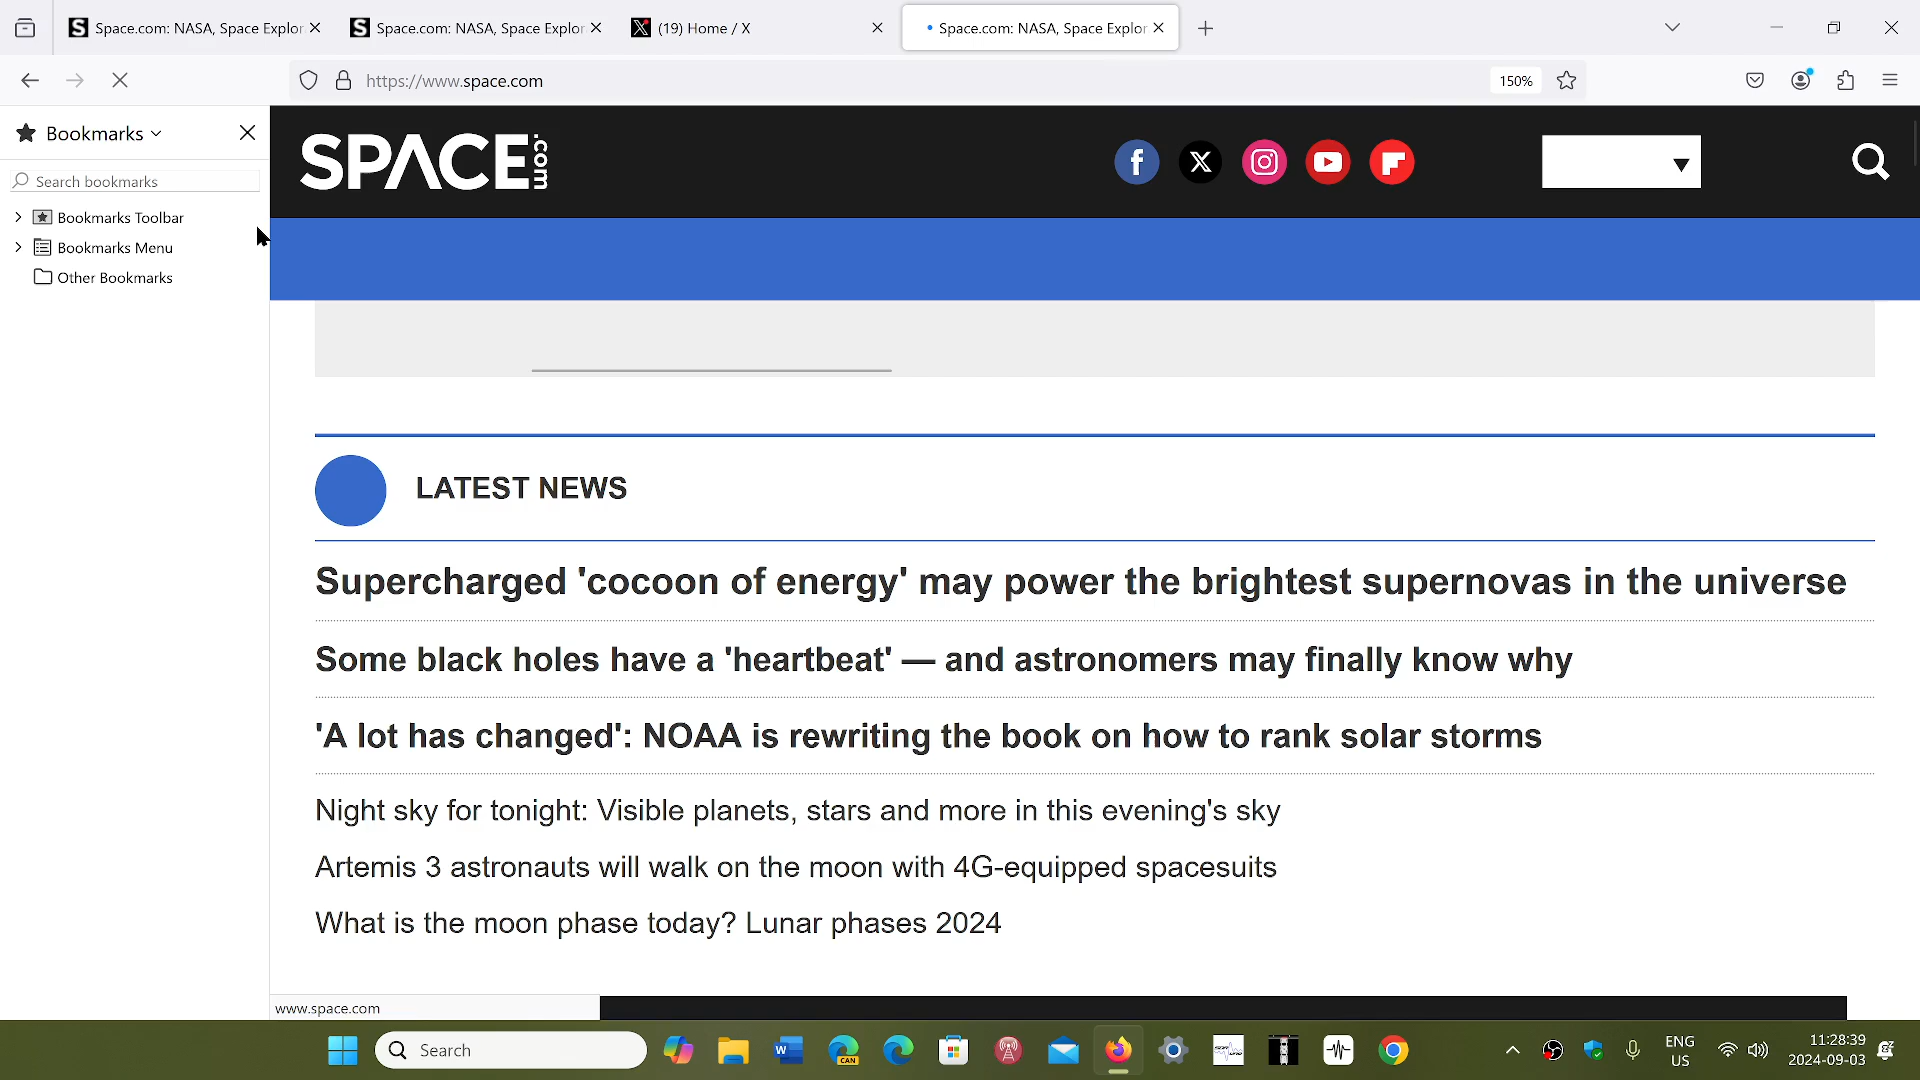 Space.com: NASA, Space Explor
Space.com: NASA, Space Explor
(19) Home / X
Space.com: NASA, Space Explor
https://www.space.com
150%
Bookmarks
SPACE.com
Search bookmarks
Bookmarks Toolbar
Bookmarks Menu
Other Bookmarks
LATEST NEWS
Supercharged 'cocoon of energy' may power the brightest supernovas in the universe
Some black holes have a 'heartbeat' — and astronomers may finally know why
'A lot has changed': NOAA is rewriting the book on how to rank solar storms
Night sky for tonight: Visible planets, stars and more in this evening's sky
Artemis 3 astronauts will walk on the moon with 4G-equipped spacesuits
What is the moon phase today? Lunar phases 2024
www.space.com
Search
CAN
ENG
US
11:28:39
2024-09-03